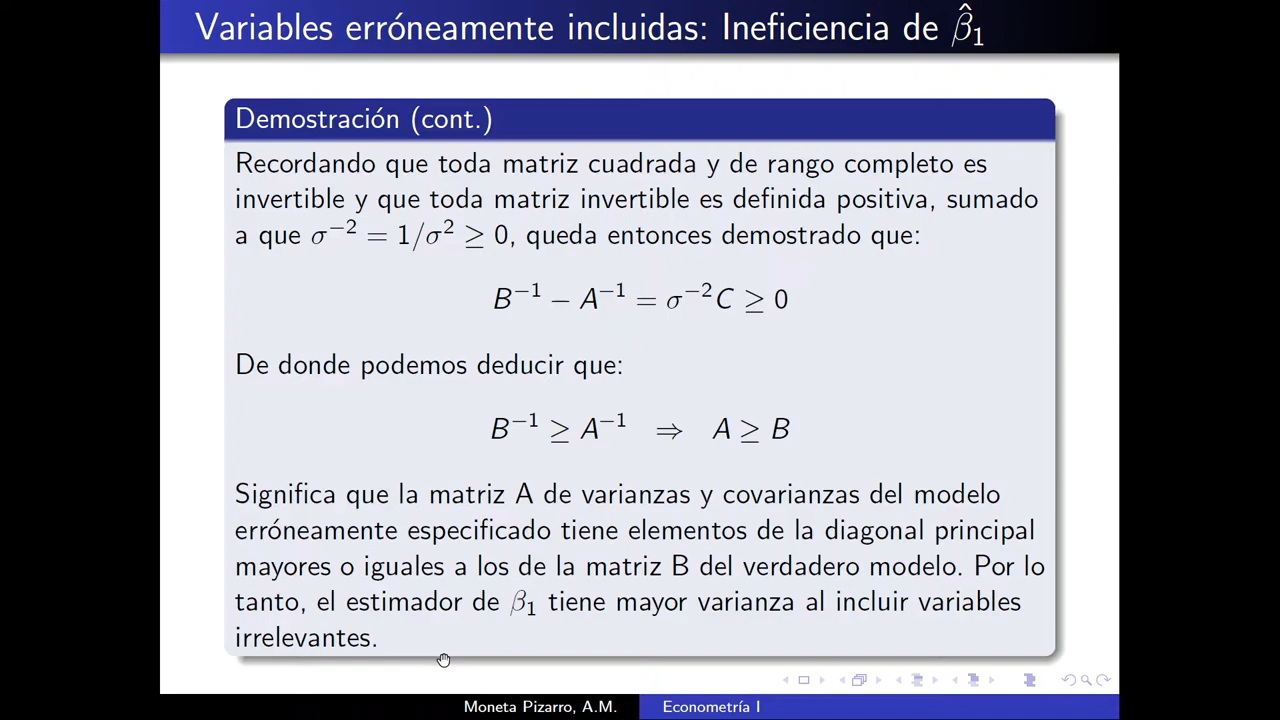 Variables erróneamente incluidas: Ineficiencia de β̂₁
Demostración (cont.)
Recordando que toda matriz cuadrada y de rango completo es
invertible y que toda matriz invertible es definida positiva, sumado
a que σ⁻² = 1/σ² ≥ 0, queda entonces demostrado que:
B⁻¹ − A⁻¹ = σ⁻²C ≥ 0
De donde podemos deducir que:
B⁻¹ ≥ A⁻¹ ⇒ A ≥ B
Significa que la matriz A de varianzas y covarianzas del modelo
erróneamente especificado tiene elementos de la diagonal principal
mayores o iguales a los de la matriz B del verdadero modelo. Por lo
tanto, el estimador de β₁ tiene mayor varianza al incluir variables
irrelevantes.
Moneta Pizarro, A.M. Econometría I